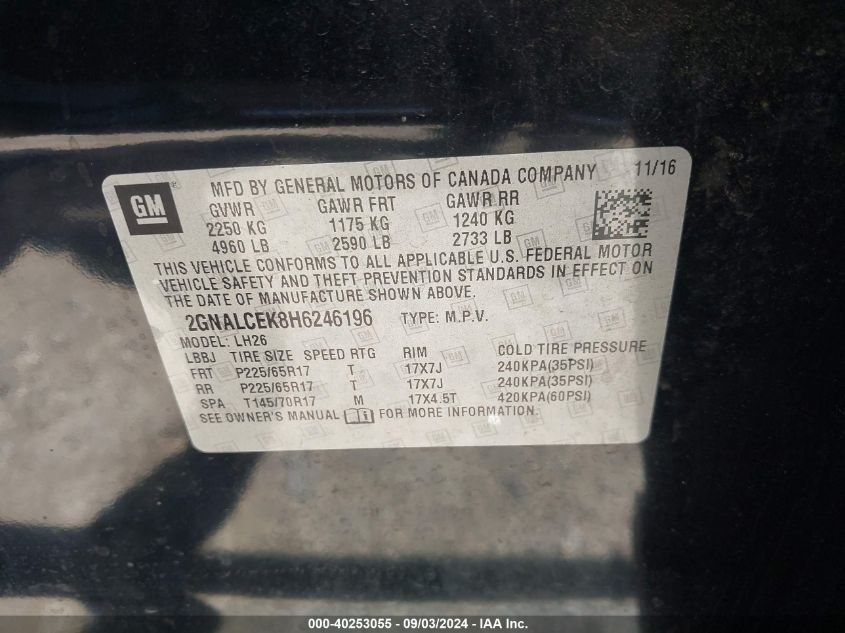 GM
MFD BY GENERAL MOTORS OF CANADA COMPANY 11/16
GVWR GAWR FRT GAWR RR
2250 KG 1175 KG 1240 KG
4960 LB 2590 LB 2733 LB
THIS VEHICLE CONFORMS TO ALL APPLICABLE U.S. FEDERAL MOTOR
VEHICLE SAFETY AND THEFT PREVENTION STANDARDS IN EFFECT ON
THE DATE OF MANUFACTURE SHOWN ABOVE.
2GNALCEK8H6246196 TYPE: M.P.V.
MODEL: LH26
LBBJ TIRE SIZE SPEED RTG RIM COLD TIRE PRESSURE
FRT P225/65R17 T 17X7J 240KPA(35PSI)
RR P225/65R17 T 17X7J 240KPA(35PSI)
SPA T145/70R17 M 17X4.5T 420KPA(60PSI)
SEE OWNER'S MANUAL FOR MORE INFORMATION.
000-40253055 - 09/03/2024 - IAA Inc.